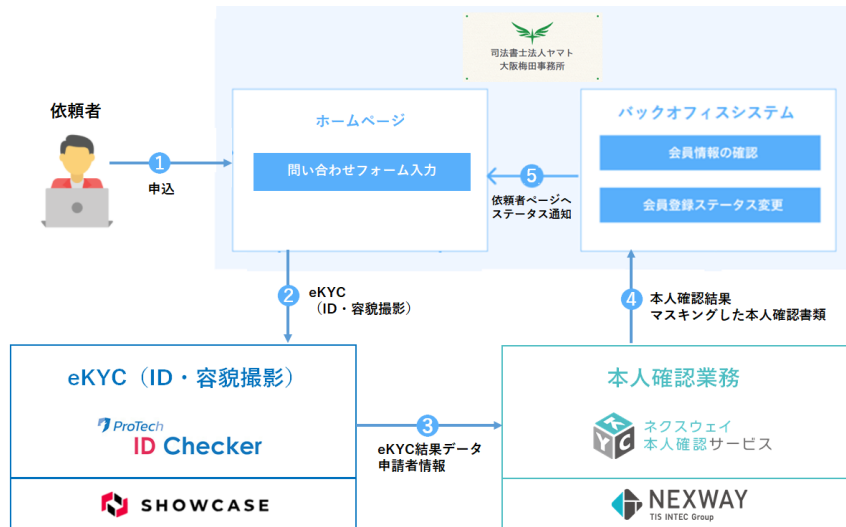 司法書士法人ヤマト
大阪梅田事務所
依頼者
1
申込
ホームページ
問い合わせフォーム入力
5
依頼者ページへ
ステータス通知
バックオフィスシステム
会員情報の確認
会員登録ステータス変更
2
eKYC
（ID・容貌撮影）
4
本人確認結果
マスキングした本人確認書類
eKYC（ID・容貌撮影）
ProTech
ID Checker
SHOWCASE
3
eKYC結果データ
申請者情報
本人確認業務
KYC
ネクスウェイ
本人確認サービス
NEXWAY
TIS INTEC Group